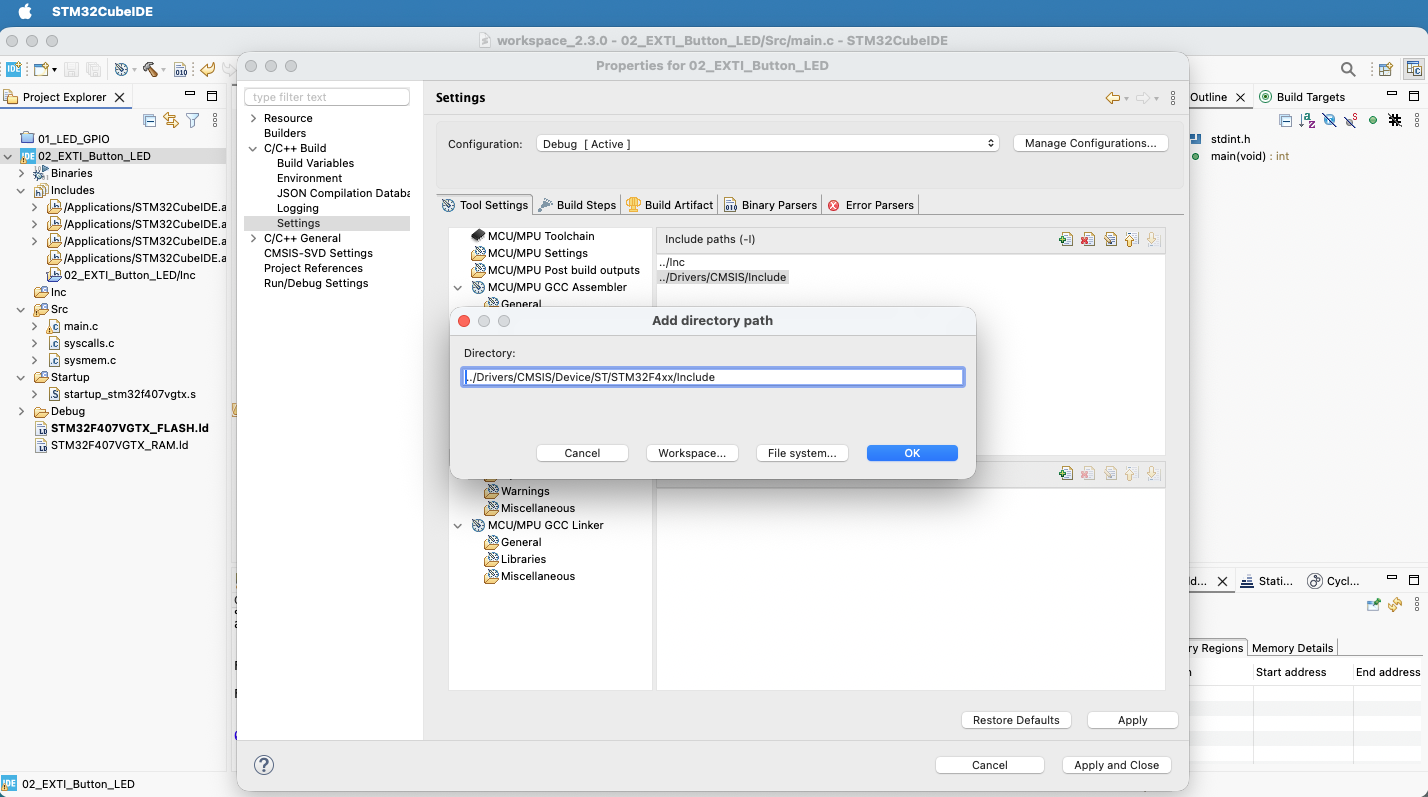 STM32CubeIDE
workspace_2.3.0 - 02_EXTI_Button_LED/Src/main.c - STM32CubeIDE
Properties for 02_EXTI_Button_LED
Project Explorer
01_LED_GPIO
02_EXTI_Button_LED
Binaries
Includes
/Applications/STM32CubeIDE.a
/Applications/STM32CubeIDE.a
/Applications/STM32CubeIDE.a
/Applications/STM32CubeIDE.a
02_EXTI_Button_LED/Inc
Inc
Src
main.c
syscalls.c
sysmem.c
Startup
startup_stm32f407vgtx.s
Debug
STM32F407VGTX_FLASH.ld
STM32F407VGTX_RAM.ld
type filter text
Resource
Builders
C/C++ Build
Build Variables
Environment
JSON Compilation Databa
Logging
Settings
C/C++ General
CMSIS-SVD Settings
Project References
Run/Debug Settings
Settings
Configuration:
Debug [ Active ]
Manage Configurations...
Tool Settings
Build Steps
Build Artifact
Binary Parsers
Error Parsers
MCU/MPU Toolchain
MCU/MPU Settings
MCU/MPU Post build outputs
MCU/MPU GCC Assembler
General
Include paths (-I)
../Inc
../Drivers/CMSIS/Include
Add directory path
Directory:
../Drivers/CMSIS/Device/ST/STM32F4xx/Include
Cancel
Workspace...
File system...
OK
Warnings
Miscellaneous
MCU/MPU GCC Linker
General
Libraries
Miscellaneous
Restore Defaults
Apply
Cancel
Apply and Close
Outline
Build Targets
stdint.h
main(void) : int
ld...
Stati...
Cycl...
ry Regions
Memory Details
Start address
End address
02_EXTI_Button_LED